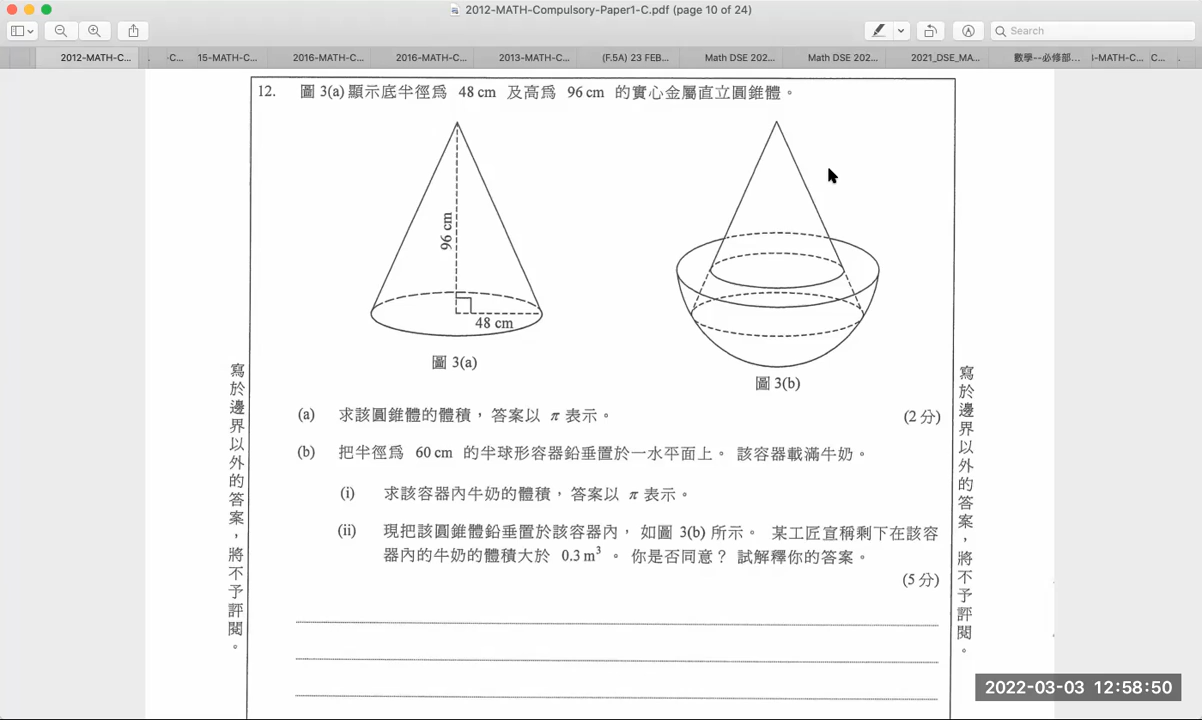 2012-MATH-Compulsory-Paper1-C.pdf (page 10 of 24)
Search
2012-MATH-C...
-C...
15-MATH-C...
2016-MATH-C...
2016-MATH-C...
2013-MATH-C...
(F.5A) 23 FEB...
Math DSE 202...
Math DSE 202...
2021_DSE_MA...
數學--必修部...
I-MATH-C...
C...
12. 圖 3(a) 顯示底半徑爲 48 cm 及高爲 96 cm 的實心金屬直立圓錐體。
96 cm
48 cm
圖 3(a)
圖 3(b)
(a) 求該圓錐體的體積，答案以 π 表示。 (2 分)
(b) 把半徑爲 60 cm 的半球形容器鉛垂置於一水平面上。 該容器載滿牛奶。
(i) 求該容器內牛奶的體積，答案以 π 表示。
(ii) 現把該圓錐體鉛垂置於該容器內， 如圖 3(b) 所示。 某工匠宣稱剩下在該容
器內的牛奶的體積大於 0.3 m³ 。 你是否同意？ 試解釋你的答案。
(5 分)
寫於邊界以外的答案，將不予評閱。
寫於邊界以外的答案，將不予評閱。
2022-03-03 12:58:50